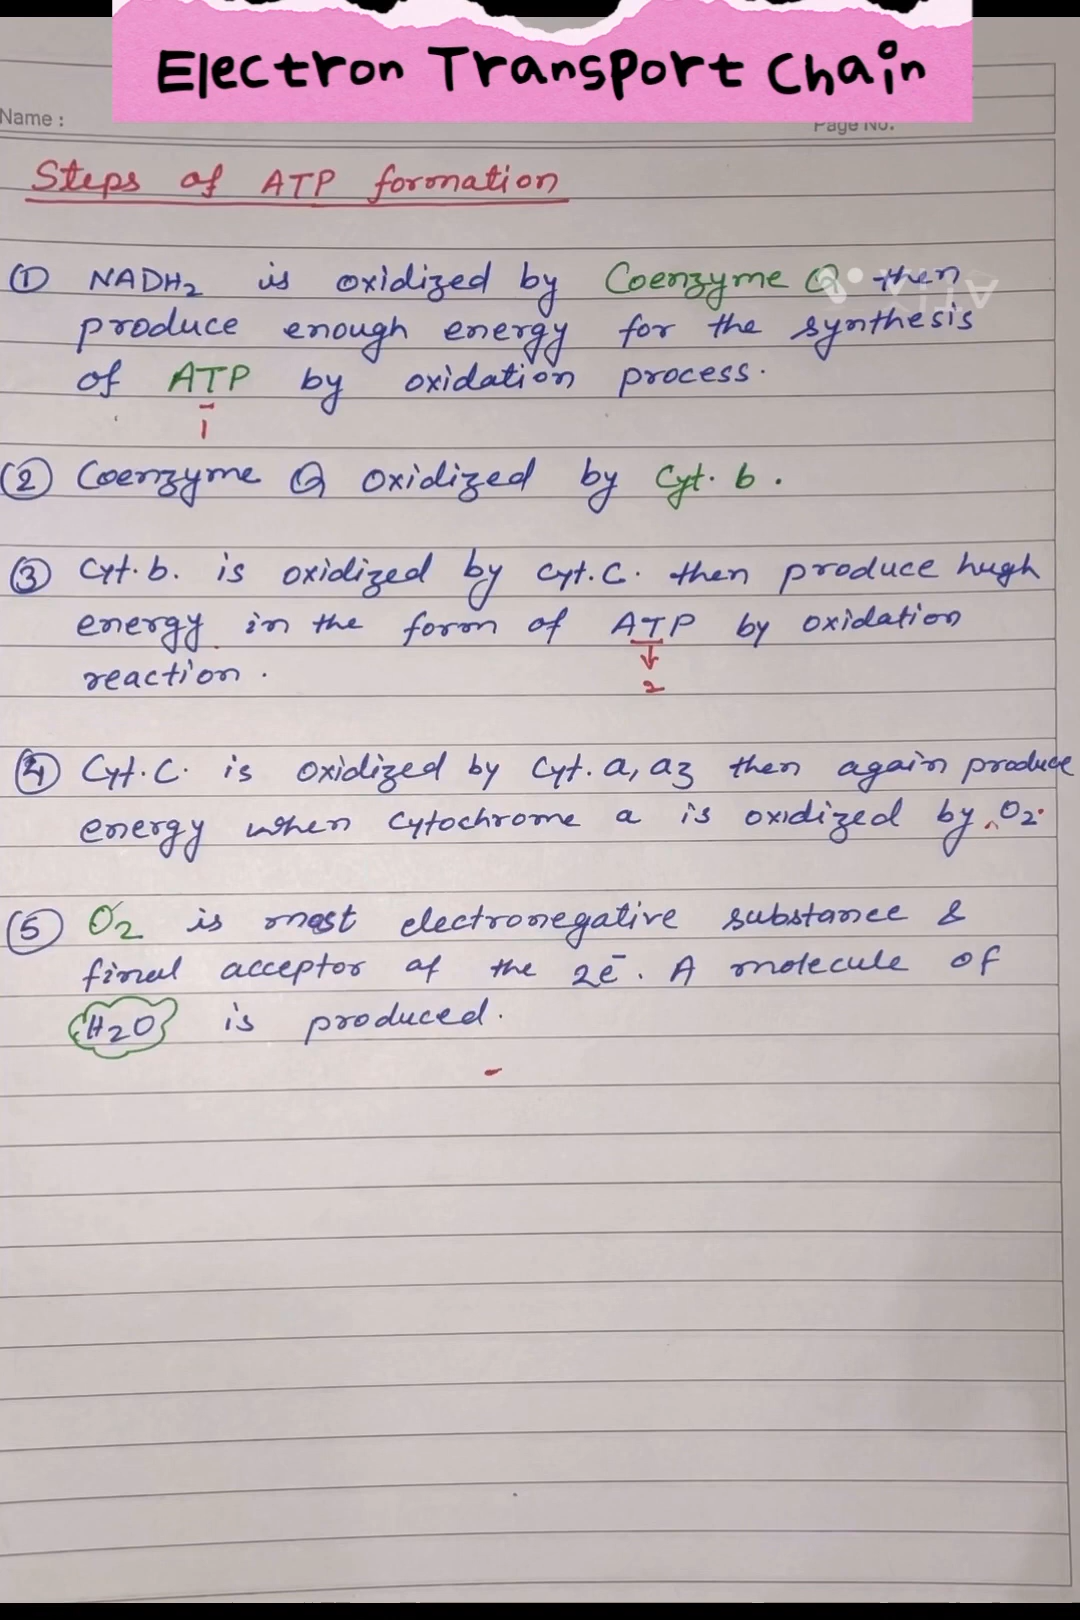 Electron Transport Chain
Name :
Page No.
Steps of ATP formation
① NADH2 is oxidized by Coenzyme Q then
produce enough energy for the synthesis
of ATP by oxidation process.
1
② Coenzyme Q oxidized by Cyt. b.
③ Cyt. b. is oxidized by Cyt. C. then produce hugh
energy in the form of ATP by oxidation
reaction.
2
④ Cyt. C. is oxidized by Cyt. a, a3 then again produce
energy when Cytochrome a is oxidized by O2.
⑤ O2 is most electronegative substance &
final acceptor of the 2e⁻. A molecule of
H2O is produced.